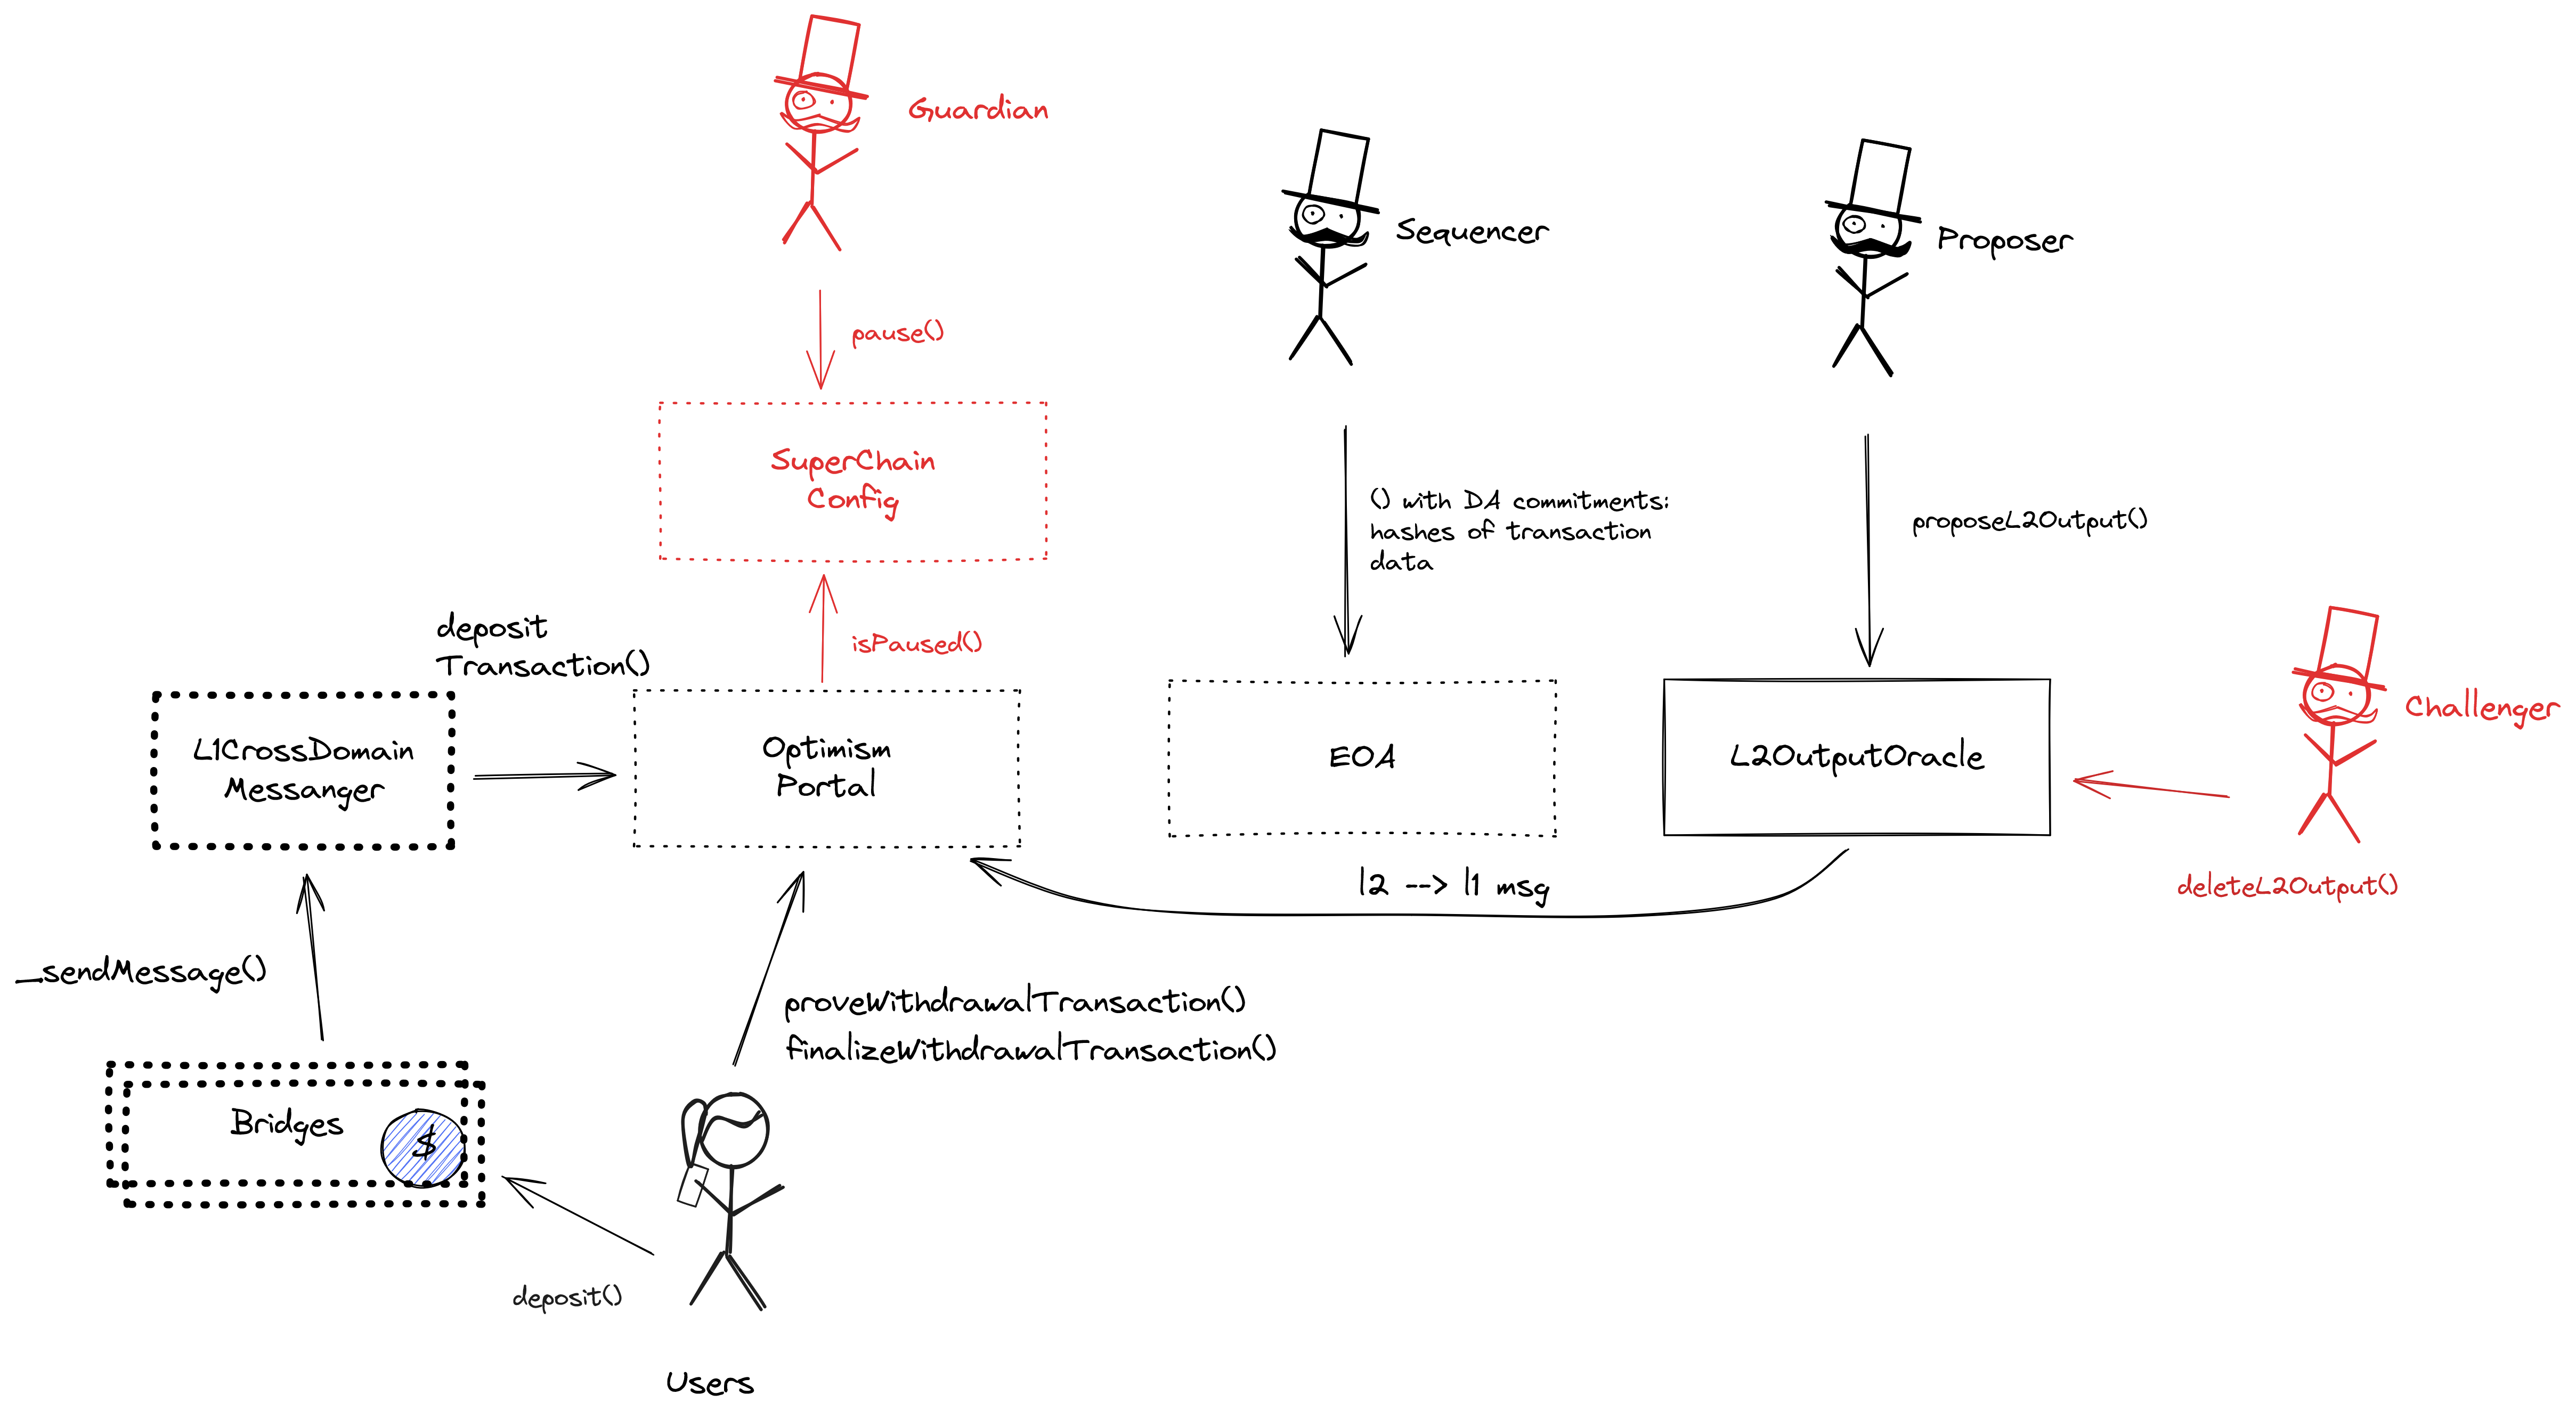 Guardian
Sequencer
Proposer
pause()
SuperChain
Config
() with DA commitments:
hashes of transaction
data
proposeL2Output()
deposit
Transaction()
isPaused()
L1CrossDomain
Messanger
Optimism
Portal
EOA
L2OutputOracle
Challenger
l2 --> l1 msg
deleteL2Output()
_sendMessage()
proveWithdrawalTransaction()
finalizeWithdrawalTransaction()
Bridges
$
deposit()
Users